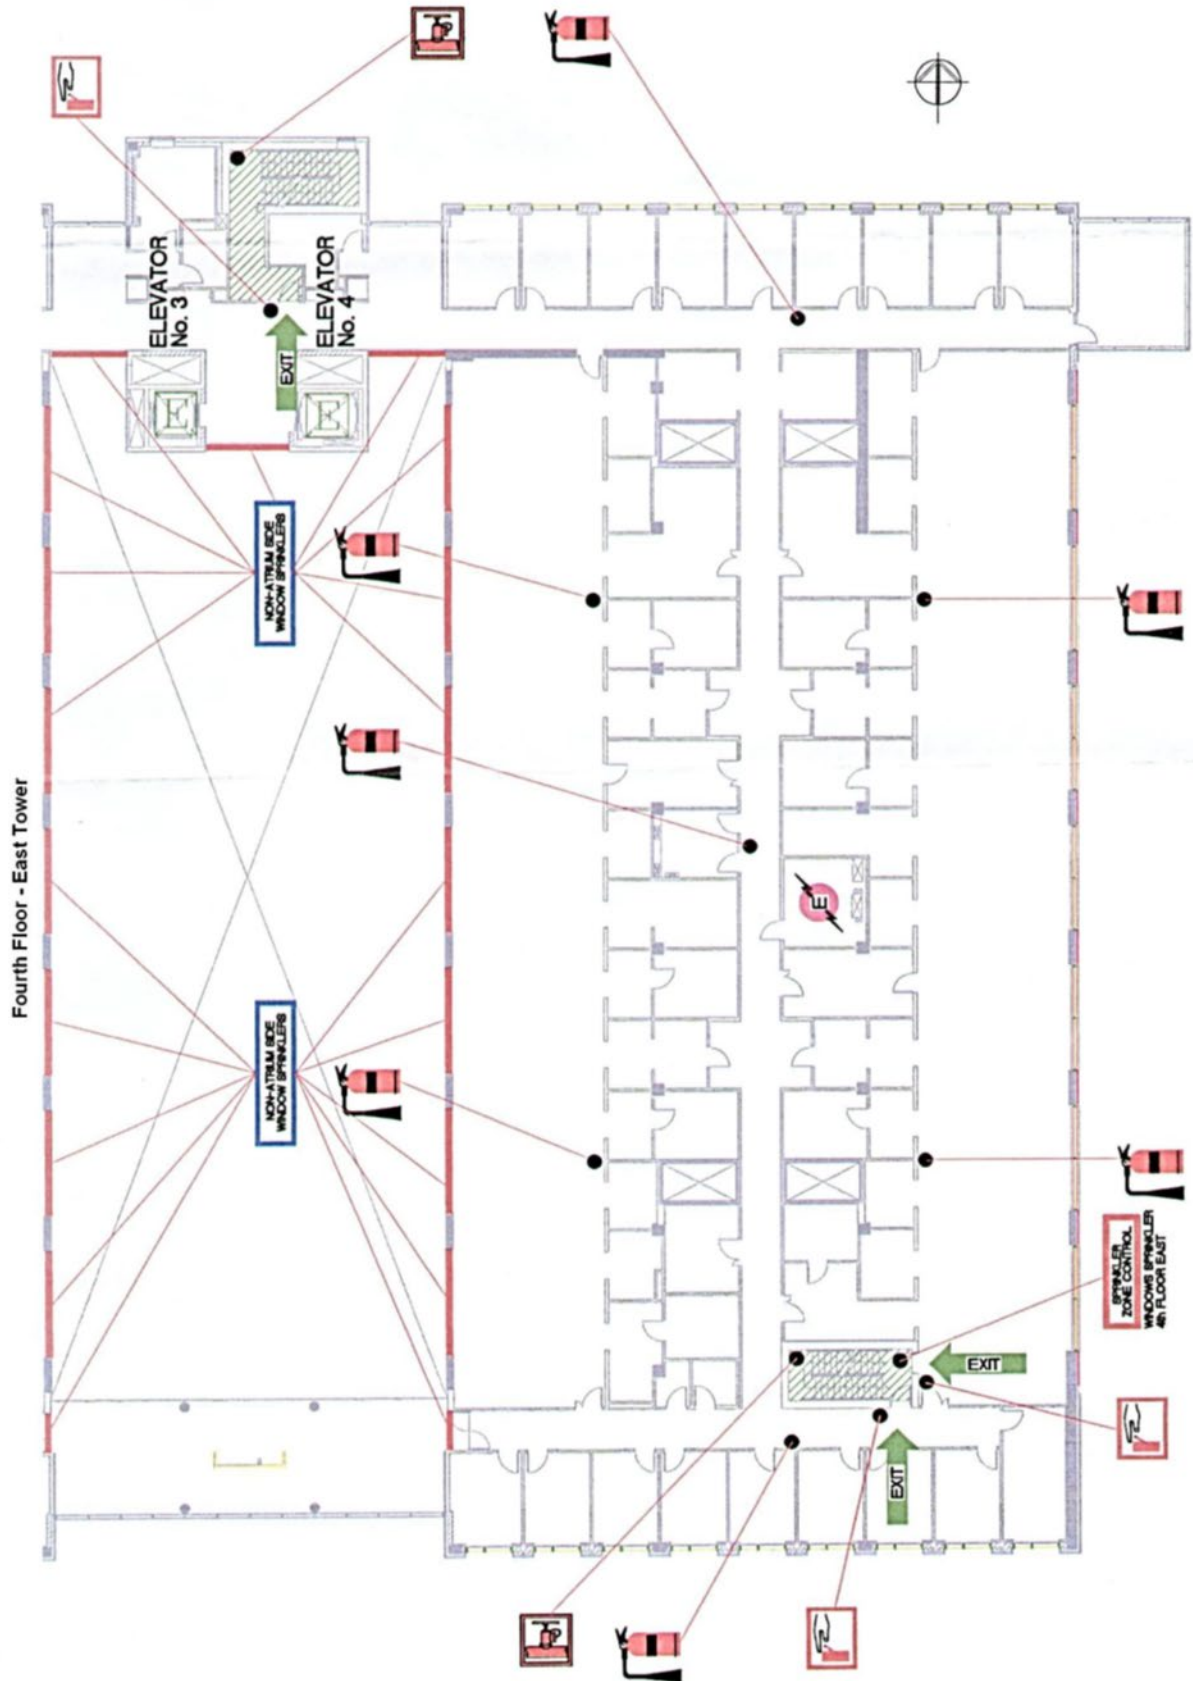 Fourth Floor - East Tower
ELEVATOR
No. 3
ELEVATOR
No. 4
EXIT
E
E
NON-ATRIUM SIDE
WINDOW SPRINKLERS
NON-ATRIUM SIDE
WINDOW SPRINKLERS
E
SPRINKLER
ZONE CONTROL
WINDOWS SPRINKLER
4th FLOOR EAST
EXIT
EXIT